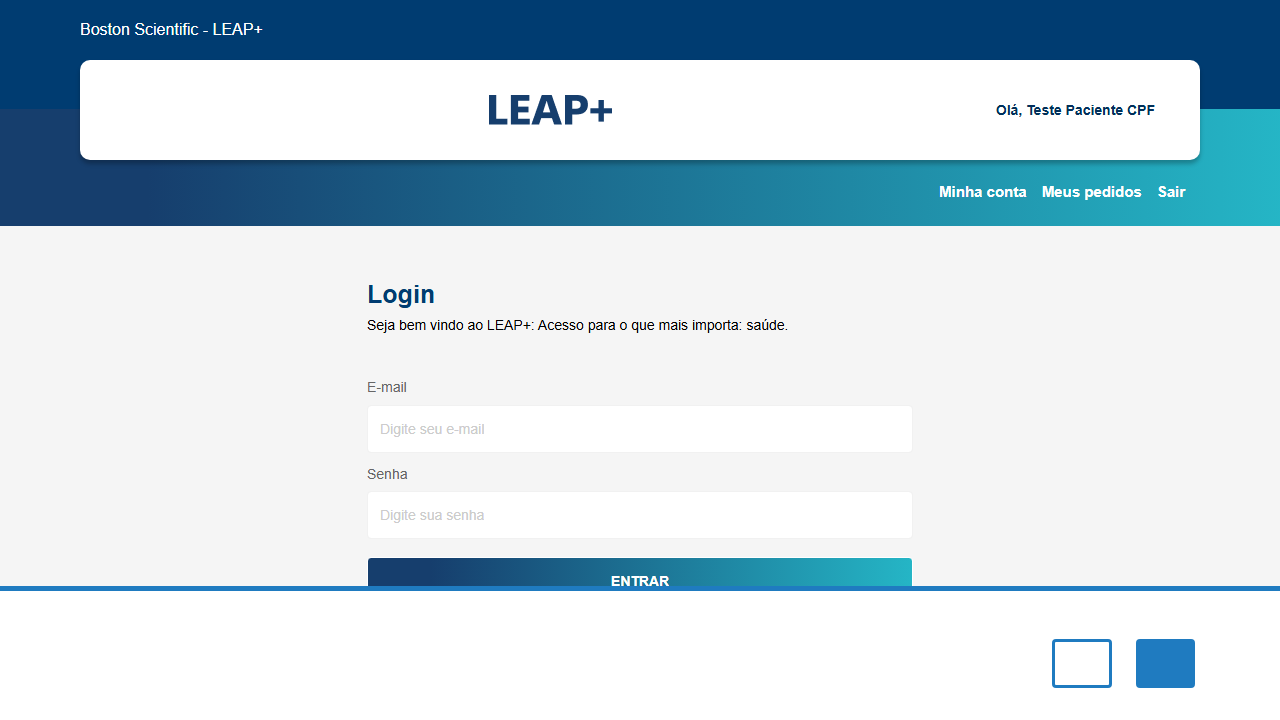 Boston Scientific - LEAP+
LEAP+
Olá, Teste Paciente CPF
Minha conta
Meus pedidos
Sair
Login
Seja bem vindo ao LEAP+: Acesso para o que mais importa: saúde.
E-mail
Digite seu e-mail
Senha
Digite sua senha
ENTRAR